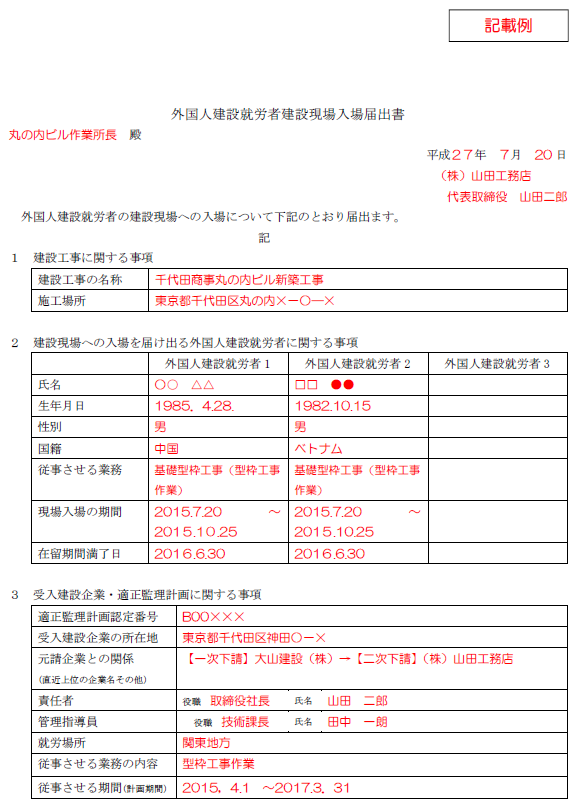 記載例
外国人建設就労者建設現場入場届出書
丸の内ビル作業所長 殿
平成27年 7月 20日
(株)山田工務店
代表取締役 山田二郎
外国人建設就労者の建設現場への入場について下記のとおり届出ます。
記
1 建設工事に関する事項
建設工事の名称 千代田商事丸の内ビル新築工事
施工場所 東京都千代田区丸の内×ー○ー×
2 建設現場への入場を届け出る外国人建設就労者に関する事項
外国人建設就労者1 外国人建設就労者2 外国人建設就労者3
氏名 ○○ △△ □□ ●●
生年月日 1985.4.28. 1982.10.15
性別 男 男
国籍 中国 ベトナム
従事させる業務 基礎型枠工事(型枠工事 基礎型枠工事(型枠工事
作業) 作業)
現場入場の期間 2015.7.20 ~ 2015.7.20 ~
2015.10.25 2015.10.25
在留期間満了日 2016.6.30 2016.6.30
3 受入建設企業・適正監理計画に関する事項
適正監理計画認定番号 B00×××
受入建設企業の所在地 東京都千代田区神田○ー×
元請企業との関係 【一次下請】大山建設(株)→【二次下請】(株)山田工務店
(直近上位の企業名その他)
責任者 役職 取締役社長 氏名 山田 二郎
管理指導員 役職 技術課長 氏名 田中 一朗
就労場所 関東地方
従事させる業務の内容 型枠工事作業
従事させる期間(計画期間) 2015.4.1 ~2017.3.31